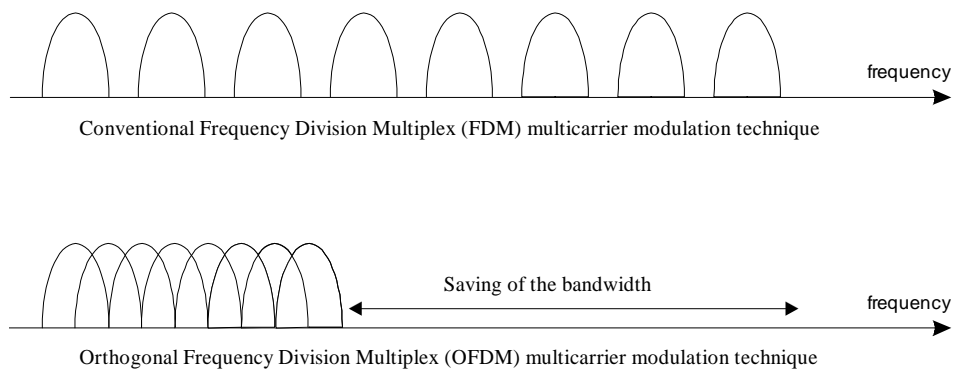 frequency
Conventional Frequency Division Multiplex (FDM) multicarrier modulation technique
Saving of the bandwidth
frequency
Orthogonal Frequency Division Multiplex (OFDM) multicarrier modulation technique